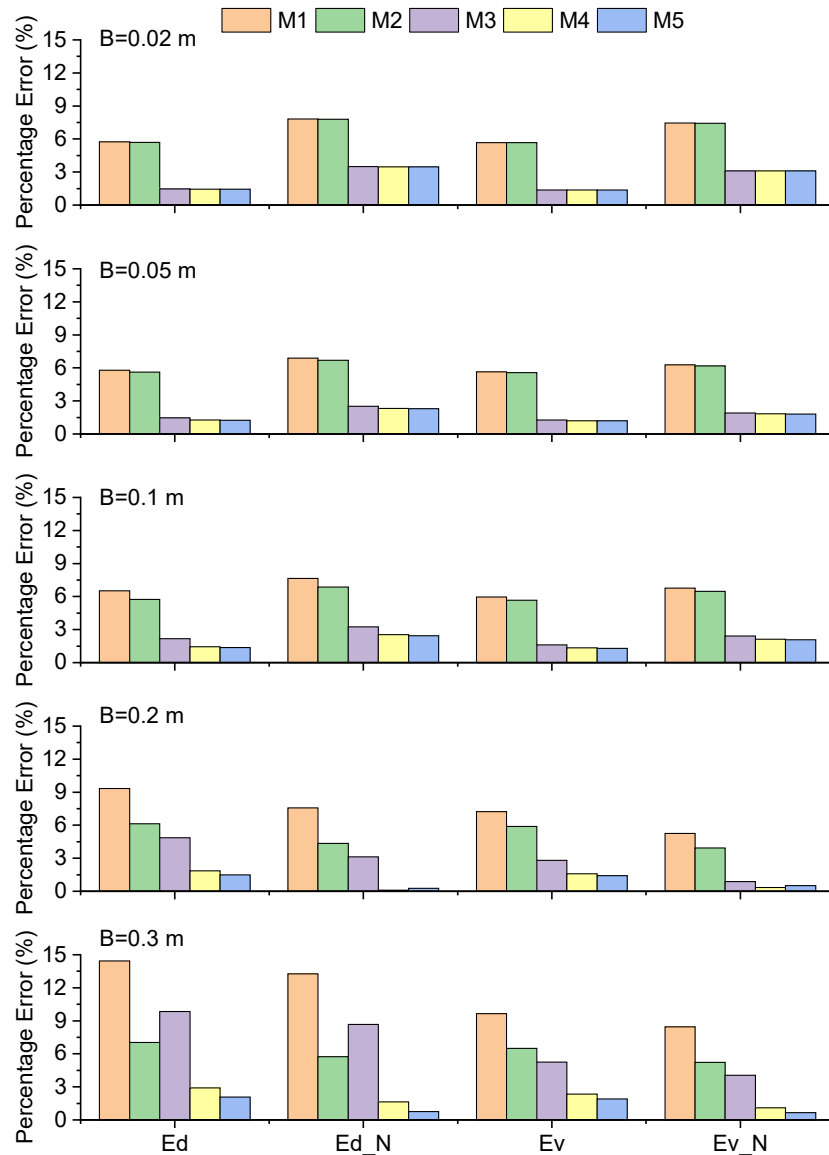 M1 M2 M3 M4 M5
B=0.02 m
Percentage Error (%)
15
12
9
6
3
0
B=0.05 m
Percentage Error (%)
15
12
9
6
3
0
B=0.1 m
Percentage Error (%)
15
12
9
6
3
0
B=0.2 m
Percentage Error (%)
15
12
9
6
3
0
B=0.3 m
Percentage Error (%)
15
12
9
6
3
0
Ed Ed_N Ev Ev_N